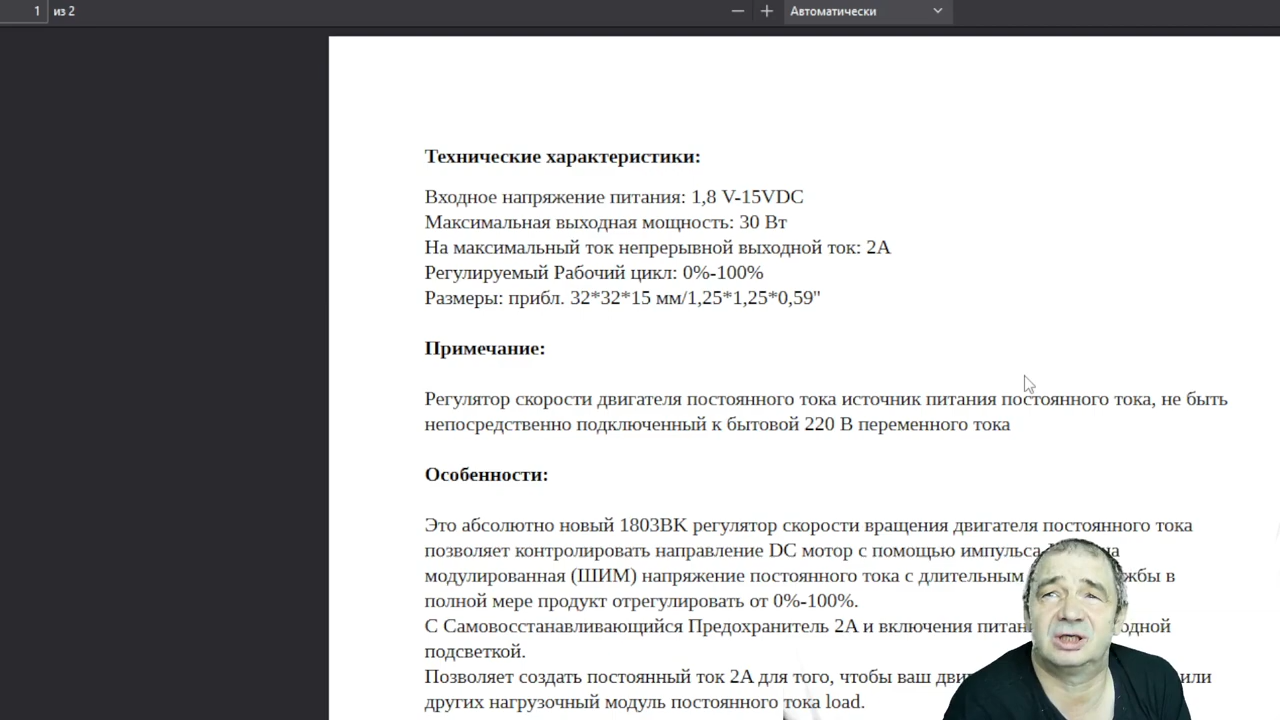 1 из 2
Автоматически
Технические характеристики:
Входное напряжение питания: 1,8 V-15VDC
Максимальная выходная мощность: 30 Вт
На максимальный ток непрерывной выходной ток: 2A
Регулируемый Рабочий цикл: 0%-100%
Размеры: прибл. 32*32*15 мм/1,25*1,25*0,59"
Примечание:
Регулятор скорости двигателя постоянного тока источник питания постоянного тока, не быть
непосредственно подключенный к бытовой 220 В переменного тока
Особенности:
Это абсолютно новый 1803BK регулятор скорости вращения двигателя постоянного тока
позволяет контролировать направление DC мотор с помощью импульса
модулированная (ШИМ) напряжение постоянного тока с длительным в
полной мере продукт отрегулировать от 0%-100%.
С Самовосстанавливающийся Предохранитель 2A и включения
подсветкой.
Позволяет создать постоянный ток 2A для того, чтобы ваш или
других нагрузочный модуль постоянного тока load.